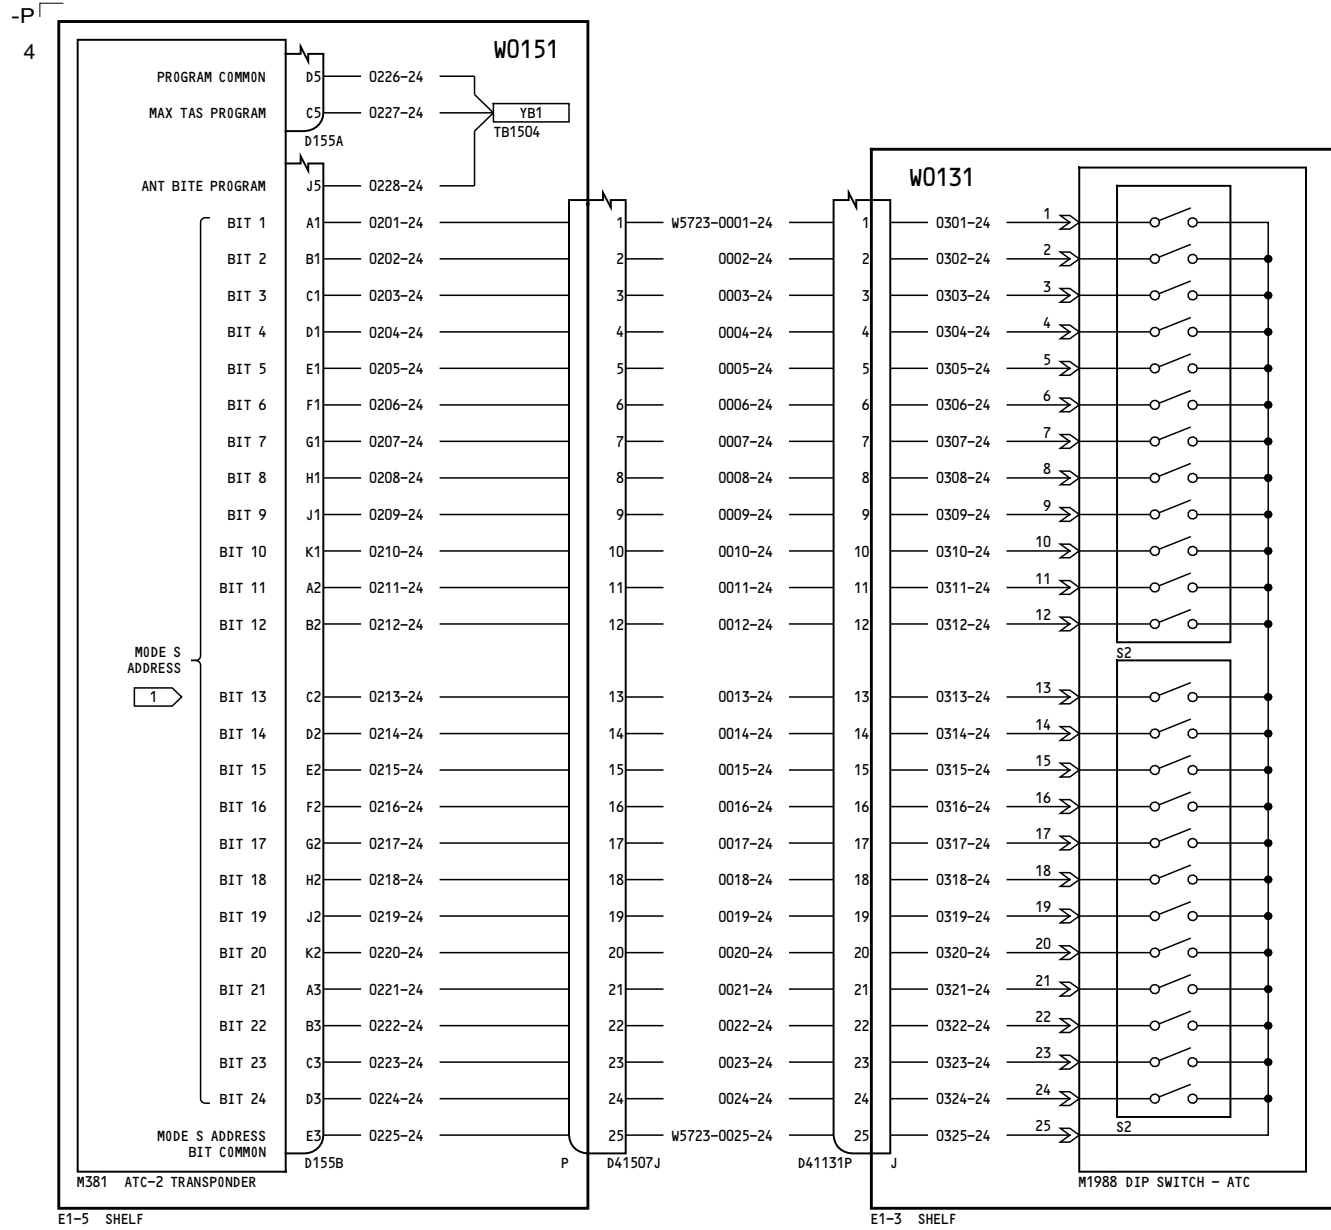 -P
4
W0151
PROGRAM COMMON D5 0226-24
MAX TAS PROGRAM C5 0227-24 YB1
TB1504
D155A
W0131
ANT BITE PROGRAM J5 0228-24
BIT 1 A1 0201-24 1 W5723-0001-24 1 0301-24 1
BIT 2 B1 0202-24 2 0002-24 2 0302-24 2
BIT 3 C1 0203-24 3 0003-24 3 0303-24 3
BIT 4 D1 0204-24 4 0004-24 4 0304-24 4
BIT 5 E1 0205-24 5 0005-24 5 0305-24 5
BIT 6 F1 0206-24 6 0006-24 6 0306-24 6
BIT 7 G1 0207-24 7 0007-24 7 0307-24 7
BIT 8 H1 0208-24 8 0008-24 8 0308-24 8
BIT 9 J1 0209-24 9 0009-24 9 0309-24 9
BIT 10 K1 0210-24 10 0010-24 10 0310-24 10
BIT 11 A2 0211-24 11 0011-24 11 0311-24 11
BIT 12 B2 0212-24 12 0012-24 12 0312-24 12
MODE S
ADDRESS
S2
1
BIT 13 C2 0213-24 13 0013-24 13 0313-24 13
BIT 14 D2 0214-24 14 0014-24 14 0314-24 14
BIT 15 E2 0215-24 15 0015-24 15 0315-24 15
BIT 16 F2 0216-24 16 0016-24 16 0316-24 16
BIT 17 G2 0217-24 17 0017-24 17 0317-24 17
BIT 18 H2 0218-24 18 0018-24 18 0318-24 18
BIT 19 J2 0219-24 19 0019-24 19 0319-24 19
BIT 20 K2 0220-24 20 0020-24 20 0320-24 20
BIT 21 A3 0221-24 21 0021-24 21 0321-24 21
BIT 22 B3 0222-24 22 0022-24 22 0322-24 22
BIT 23 C3 0223-24 23 0023-24 23 0323-24 23
BIT 24 D3 0224-24 24 0024-24 24 0324-24 24
S2
MODE S ADDRESS E3 0225-24 25 W5723-0025-24 25 0325-24 25
BIT COMMON
D155B P D41507J D41131P J
M381 ATC-2 TRANSPONDER M1988 DIP SWITCH - ATC
E1-5 SHELF E1-3 SHELF